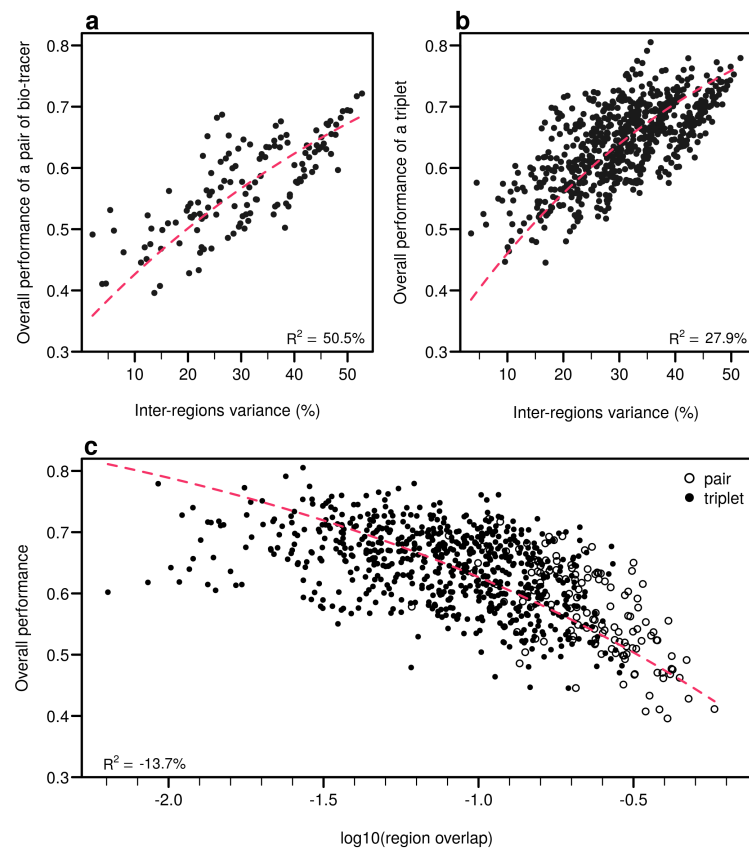 a
0.8
0.7
0.6
0.5
0.4
0.3
Overall performance of a pair of bio-tracer
R² = 50.5%
10 20 30 40 50
Inter-regions variance (%)
b
0.8
0.7
0.6
0.5
0.4
0.3
Overall performance of a triplet
R² = 27.9%
10 20 30 40 50
Inter-regions variance (%)
c
0.8
0.7
0.6
0.5
0.4
0.3
Overall performance
pair
triplet
R² = -13.7%
-2.0 -1.5 -1.0 -0.5
log10(region overlap)